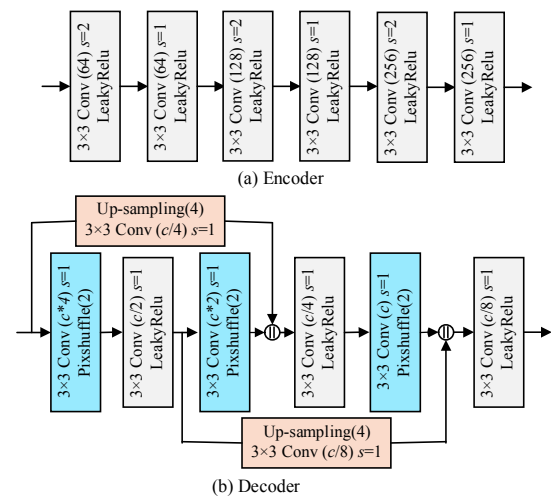 3×3 Conv (64) s=2
LeakyRelu
3×3 Conv (64) s=1
LeakyRelu
3×3 Conv (128) s=2
LeakyRelu
3×3 Conv (128) s=1
LeakyRelu
3×3 Conv (256) s=2
LeakyRelu
3×3 Conv (256) s=1
LeakyRelu
(a) Encoder
Up-sampling(4)
3×3 Conv (c/4) s=1
3×3 Conv (c*4) s=1
Pixshuffle(2)
3×3 Conv (c/2) s=1
LeakyRelu
3×3 Conv (c*2) s=1
Pixshuffle(2)
3×3 Conv (c/4) s=1
LeakyRelu
3×3 Conv (c) s=1
Pixshuffle(2)
3×3 Conv (c/8) s=1
LeakyRelu
Up-sampling(4)
3×3 Conv (c/8) s=1
(b) Decoder